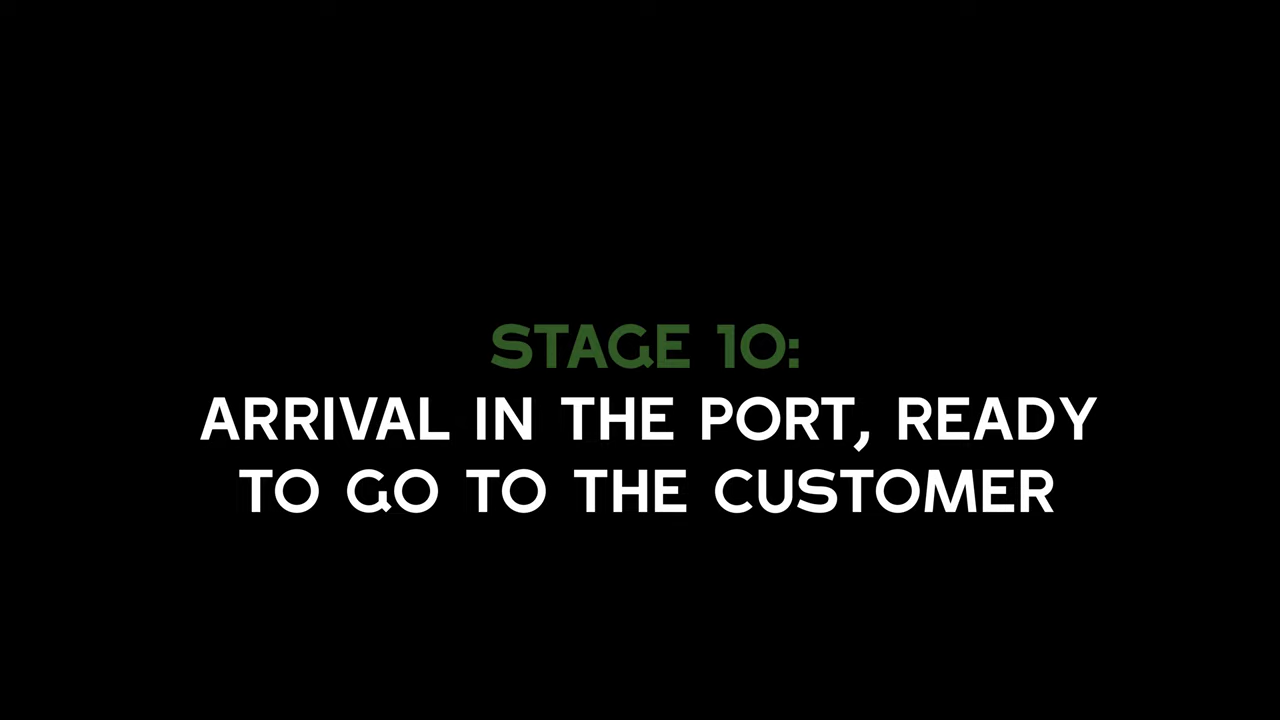 STAGE 10:
ARRIVAL IN THE PORT, READY
TO GO TO THE CUSTOMER